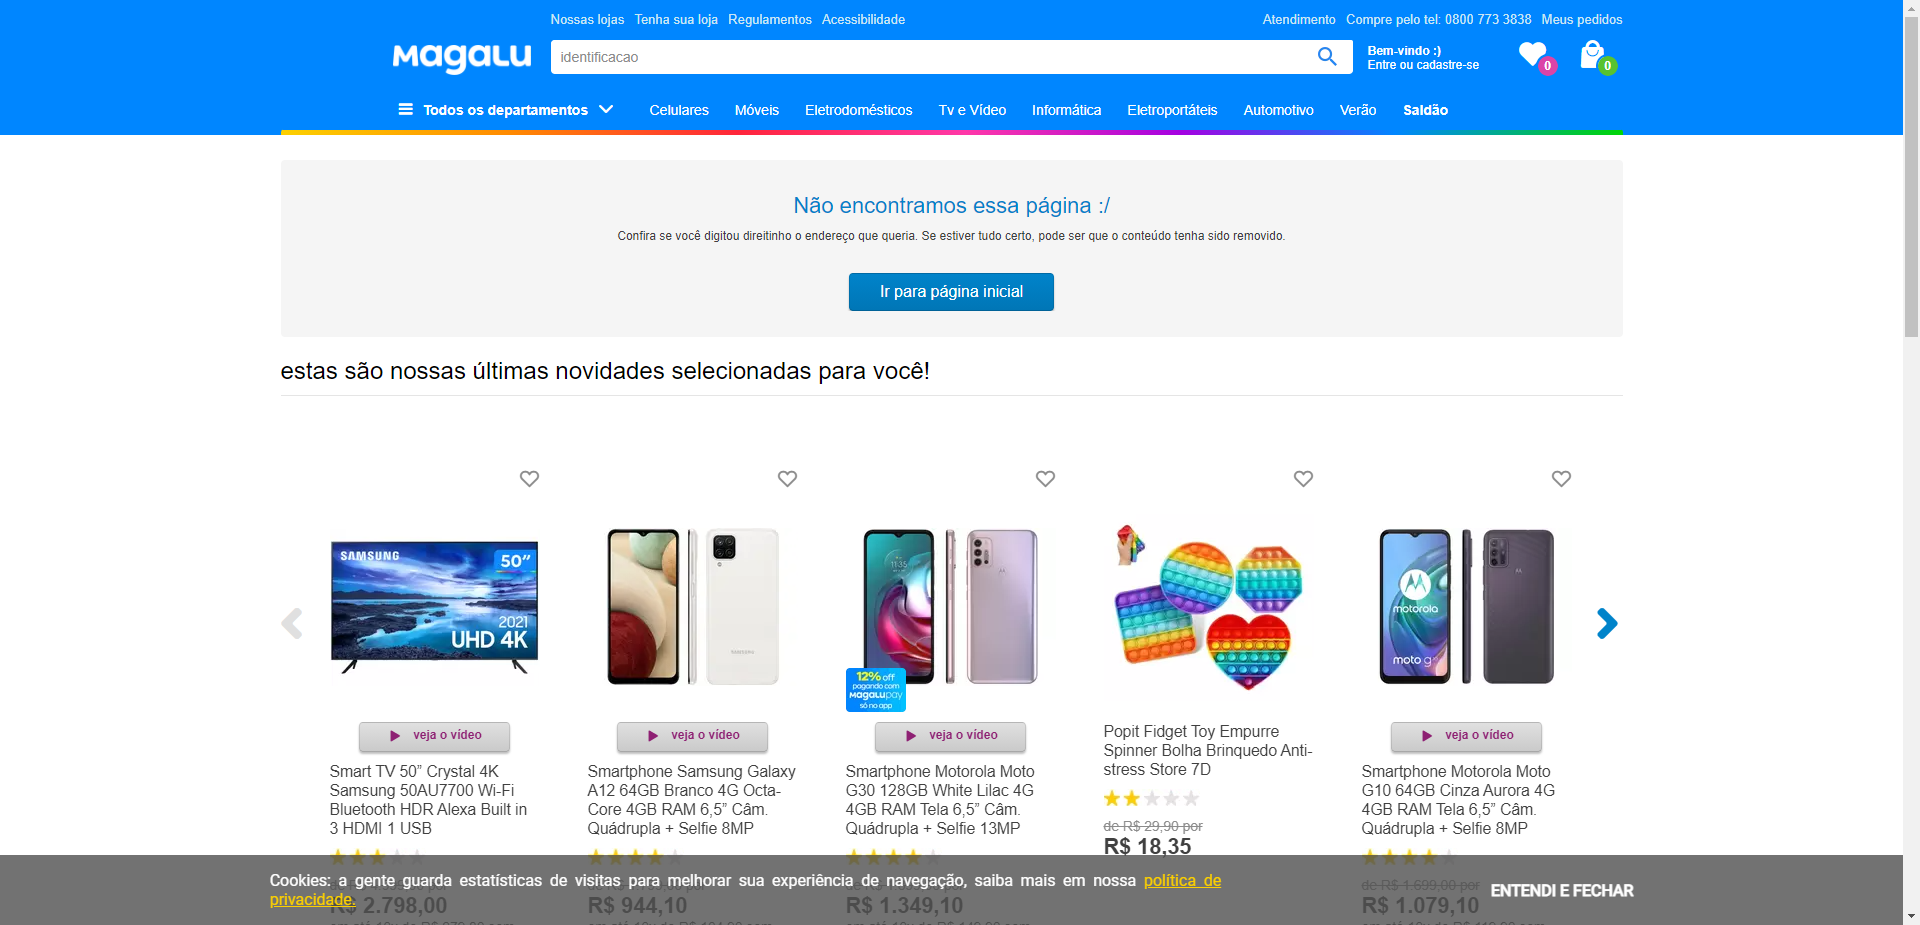 Nossas lojas Tenha sua loja Regulamentos Acessibilidade
Atendimento Compre pelo tel: 0800 773 3838 Meus pedidos
MagaLu
identificacao
Bem-vindo :)
Entre ou cadastre-se
0
0
Todos os departamentos
Celulares Móveis Eletrodomésticos Tv e Vídeo Informática Eletroportáteis Automotivo Verão Saldão
Não encontramos essa página :/
Confira se você digitou direitinho o endereço que queria. Se estiver tudo certo, pode ser que o conteúdo tenha sido removido.
Ir para página inicial
estas são nossas últimas novidades selecionadas para você!
SAMSUNG
50”
2021
UHD 4K
veja o vídeo
Smart TV 50” Crystal 4K
Samsung 50AU7700 Wi-Fi
Bluetooth HDR Alexa Built in
3 HDMI 1 USB
R$ 2.798,00
SAMSUNG
veja o vídeo
Smartphone Samsung Galaxy
A12 64GB Branco 4G Octa-
Core 4GB RAM 6,5” Câm.
Quádrupla + Selfie 8MP
R$ 944,10
11:35
12% off
pagando com
Magalupay
só no app
veja o vídeo
Smartphone Motorola Moto
G30 128GB White Lilac 4G
4GB RAM Tela 6,5” Câm.
Quádrupla + Selfie 13MP
R$ 1.349,10
Popit Fidget Toy Empurre
Spinner Bolha Brinquedo Anti-
stress Store 7D
de R$ 29,90 por
R$ 18,35
motorola
moto g
veja o vídeo
Smartphone Motorola Moto
G10 64GB Cinza Aurora 4G
4GB RAM Tela 6,5” Câm.
Quádrupla + Selfie 8MP
de R$ 1.699,00 por
R$ 1.079,10
Cookies: a gente guarda estatísticas de visitas para melhorar sua experiência de navegação, saiba mais em nossa política de
privacidade.
ENTENDI E FECHAR